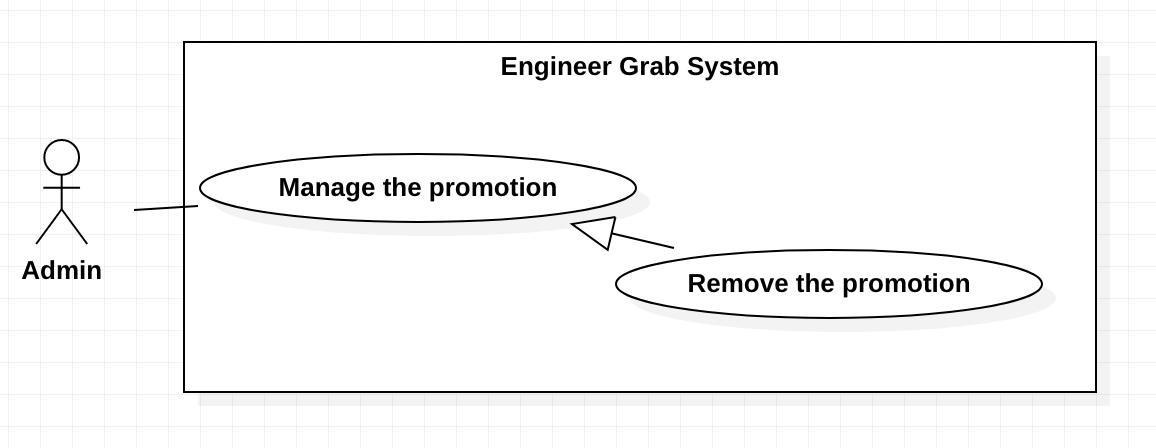 Engineer Grab System
Manage the promotion
Admin
Remove the promotion